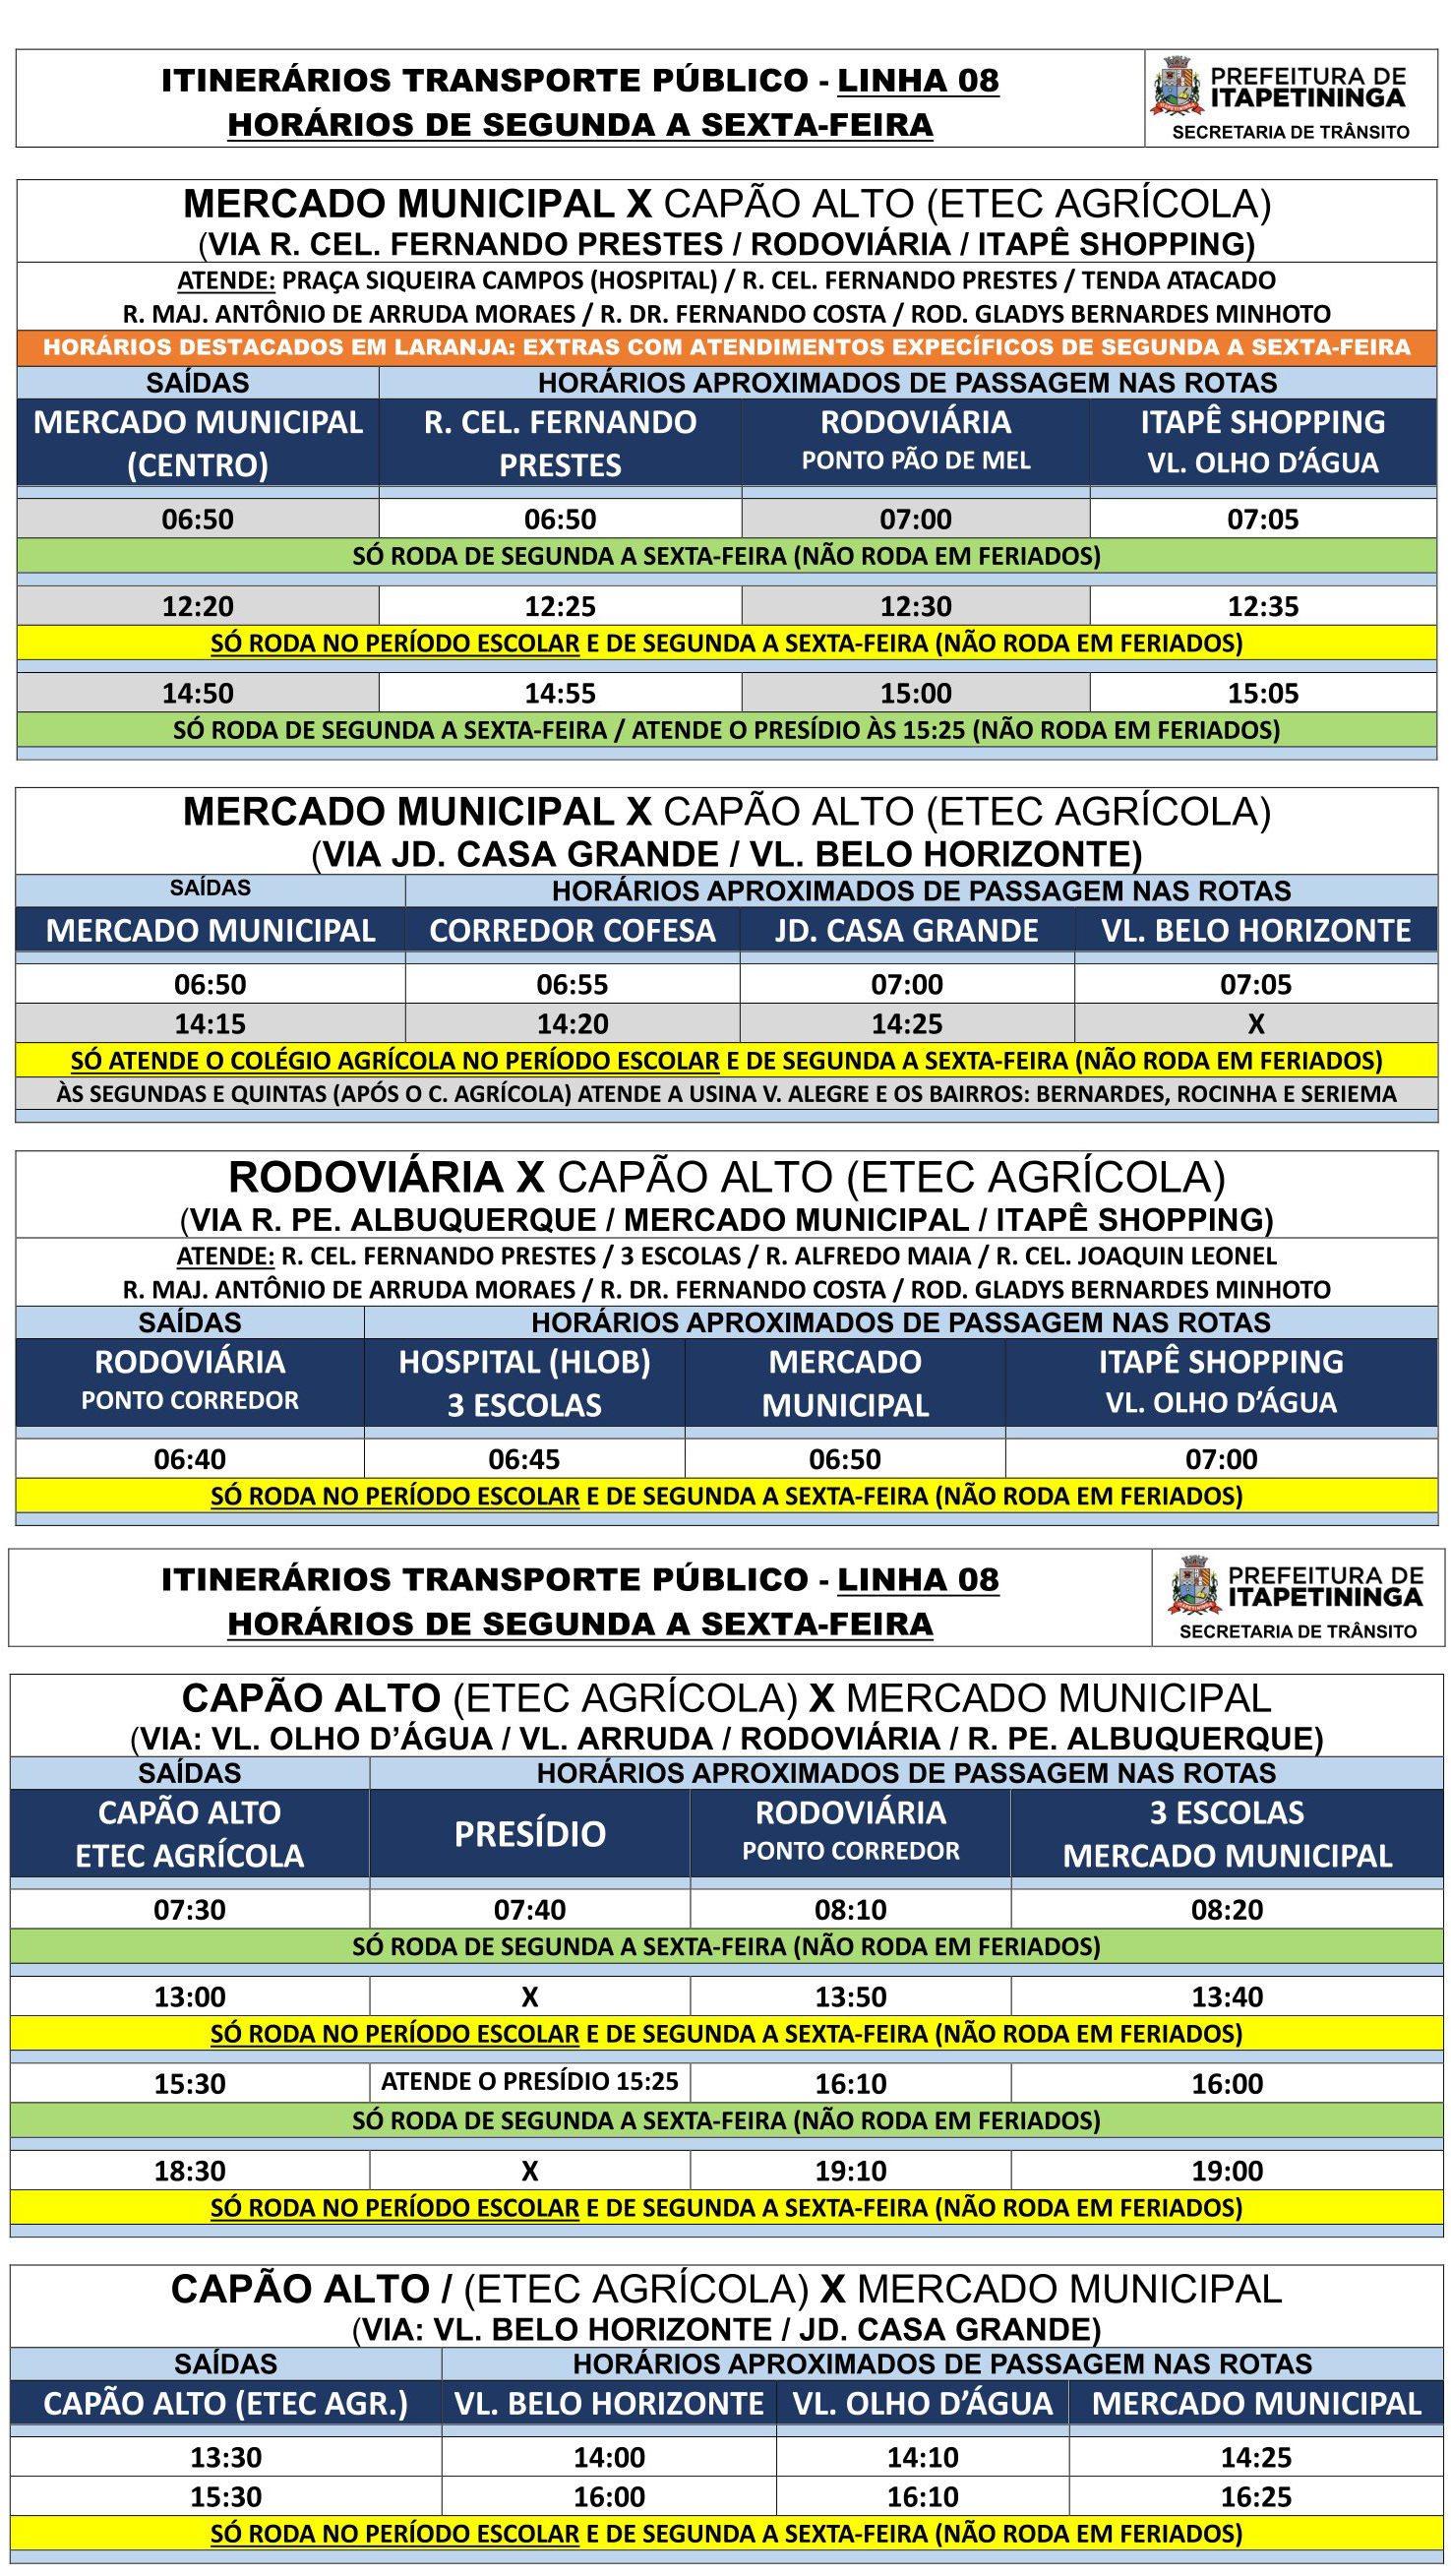 ITINERÁRIOS TRANSPORTE PÚBLICO - LINHA 08
HORÁRIOS DE SEGUNDA A SEXTA-FEIRA
PREFEITURA DE
ITAPETININGA
SECRETARIA DE TRÂNSITO
MERCADO MUNICIPAL X CAPÃO ALTO (ETEC AGRÍCOLA)
(VIA R. CEL. FERNANDO PRESTES / RODOVIÁRIA / ITAPÊ SHOPPING)
ATENDE: PRAÇA SIQUEIRA CAMPOS (HOSPITAL) / R. CEL. FERNANDO PRESTES / TENDA ATACADO
R. MAJ. ANTÔNIO DE ARRUDA MORAES / R. DR. FERNANDO COSTA / ROD. GLADYS BERNARDES MINHOTO
HORÁRIOS DESTACADOS EM LARANJA: EXTRAS COM ATENDIMENTOS EXPECÍFICOS DE SEGUNDA A SEXTA-FEIRA
SAÍDAS HORÁRIOS APROXIMADOS DE PASSAGEM NAS ROTAS
MERCADO MUNICIPAL R. CEL. FERNANDO RODOVIÁRIA ITAPÊ SHOPPING
(CENTRO) PRESTES PONTO PÃO DE MEL VL. OLHO D’ÁGUA
06:50 06:50 07:00 07:05
SÓ RODA DE SEGUNDA A SEXTA-FEIRA (NÃO RODA EM FERIADOS)
12:20 12:25 12:30 12:35
SÓ RODA NO PERÍODO ESCOLAR E DE SEGUNDA A SEXTA-FEIRA (NÃO RODA EM FERIADOS)
14:50 14:55 15:00 15:05
SÓ RODA DE SEGUNDA A SEXTA-FEIRA / ATENDE O PRESÍDIO ÀS 15:25 (NÃO RODA EM FERIADOS)
MERCADO MUNICIPAL X CAPÃO ALTO (ETEC AGRÍCOLA)
(VIA JD. CASA GRANDE / VL. BELO HORIZONTE)
SAÍDAS HORÁRIOS APROXIMADOS DE PASSAGEM NAS ROTAS
MERCADO MUNICIPAL CORREDOR COFESA JD. CASA GRANDE VL. BELO HORIZONTE
06:50 06:55 07:00 07:05
14:15 14:20 14:25 X
SÓ ATENDE O COLÉGIO AGRÍCOLA NO PERÍODO ESCOLAR E DE SEGUNDA A SEXTA-FEIRA (NÃO RODA EM FERIADOS)
ÀS SEGUNDAS E QUINTAS (APÓS O C. AGRÍCOLA) ATENDE A USINA V. ALEGRE E OS BAIRROS: BERNARDES, ROCINHA E SERIEMA
RODOVIÁRIA X CAPÃO ALTO (ETEC AGRÍCOLA)
(VIA R. PE. ALBUQUERQUE / MERCADO MUNICIPAL / ITAPÊ SHOPPING)
ATENDE: R. CEL. FERNANDO PRESTES / 3 ESCOLAS / R. ALFREDO MAIA / R. CEL. JOAQUIN LEONEL
R. MAJ. ANTÔNIO DE ARRUDA MORAES / R. DR. FERNANDO COSTA / ROD. GLADYS BERNARDES MINHOTO
SAÍDAS HORÁRIOS APROXIMADOS DE PASSAGEM NAS ROTAS
RODOVIÁRIA HOSPITAL (HLOB) MERCADO ITAPÊ SHOPPING
PONTO CORREDOR 3 ESCOLAS MUNICIPAL VL. OLHO D’ÁGUA
06:40 06:45 06:50 07:00
SÓ RODA NO PERÍODO ESCOLAR E DE SEGUNDA A SEXTA-FEIRA (NÃO RODA EM FERIADOS)
ITINERÁRIOS TRANSPORTE PÚBLICO - LINHA 08
HORÁRIOS DE SEGUNDA A SEXTA-FEIRA
PREFEITURA DE
ITAPETININGA
SECRETARIA DE TRÂNSITO
CAPÃO ALTO (ETEC AGRÍCOLA) X MERCADO MUNICIPAL
(VIA: VL. OLHO D’ÁGUA / VL. ARRUDA / RODOVIÁRIA / R. PE. ALBUQUERQUE)
SAÍDAS HORÁRIOS APROXIMADOS DE PASSAGEM NAS ROTAS
CAPÃO ALTO PRESÍDIO RODOVIÁRIA 3 ESCOLAS
ETEC AGRÍCOLA PONTO CORREDOR MERCADO MUNICIPAL
07:30 07:40 08:10 08:20
SÓ RODA DE SEGUNDA A SEXTA-FEIRA (NÃO RODA EM FERIADOS)
13:00 X 13:50 13:40
SÓ RODA NO PERÍODO ESCOLAR E DE SEGUNDA A SEXTA-FEIRA (NÃO RODA EM FERIADOS)
15:30 ATENDE O PRESÍDIO 15:25 16:10 16:00
SÓ RODA DE SEGUNDA A SEXTA-FEIRA (NÃO RODA EM FERIADOS)
18:30 X 19:10 19:00
SÓ RODA NO PERÍODO ESCOLAR E DE SEGUNDA A SEXTA-FEIRA (NÃO RODA EM FERIADOS)
CAPÃO ALTO / (ETEC AGRÍCOLA) X MERCADO MUNICIPAL
(VIA: VL. BELO HORIZONTE / JD. CASA GRANDE)
SAÍDAS HORÁRIOS APROXIMADOS DE PASSAGEM NAS ROTAS
CAPÃO ALTO (ETEC AGR.) VL. BELO HORIZONTE VL. OLHO D’ÁGUA MERCADO MUNICIPAL
13:30 14:00 14:10 14:25
15:30 16:00 16:10 16:25
SÓ RODA NO PERÍODO ESCOLAR E DE SEGUNDA A SEXTA-FEIRA (NÃO RODA EM FERIADOS)